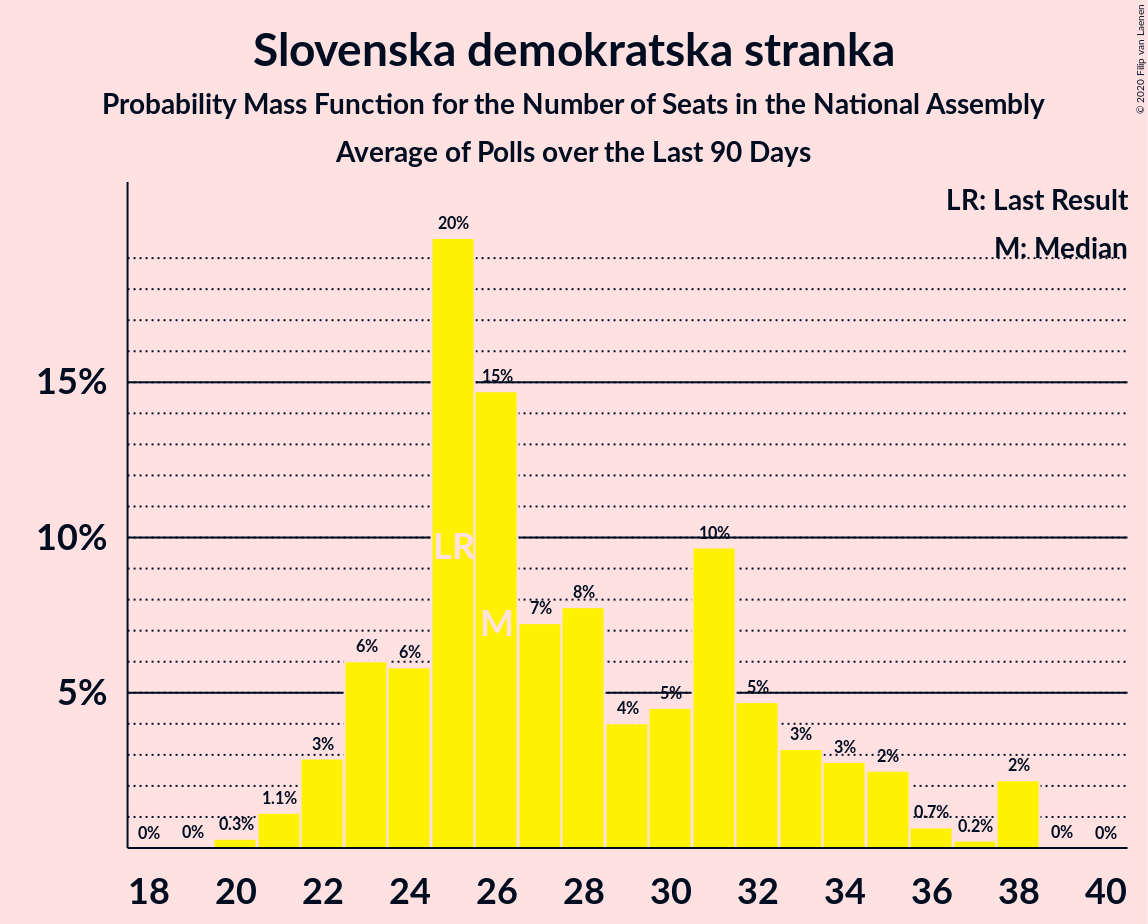 Slovenska demokratska stranka
Probability Mass Function for the Number of Seats in the National Assembly
Average of Polls over the Last 90 Days
© 2020 Filip van Laenen
LR: Last Result
M: Median
15%
10%
5%
0%
0%
0.3%
1.1%
3%
6%
6%
20%
15%
7%
8%
4%
5%
10%
5%
3%
3%
2%
0.7%
0.2%
2%
0%
0%
LR
M
18 20 22 24 26 28 30 32 34 36 38 40